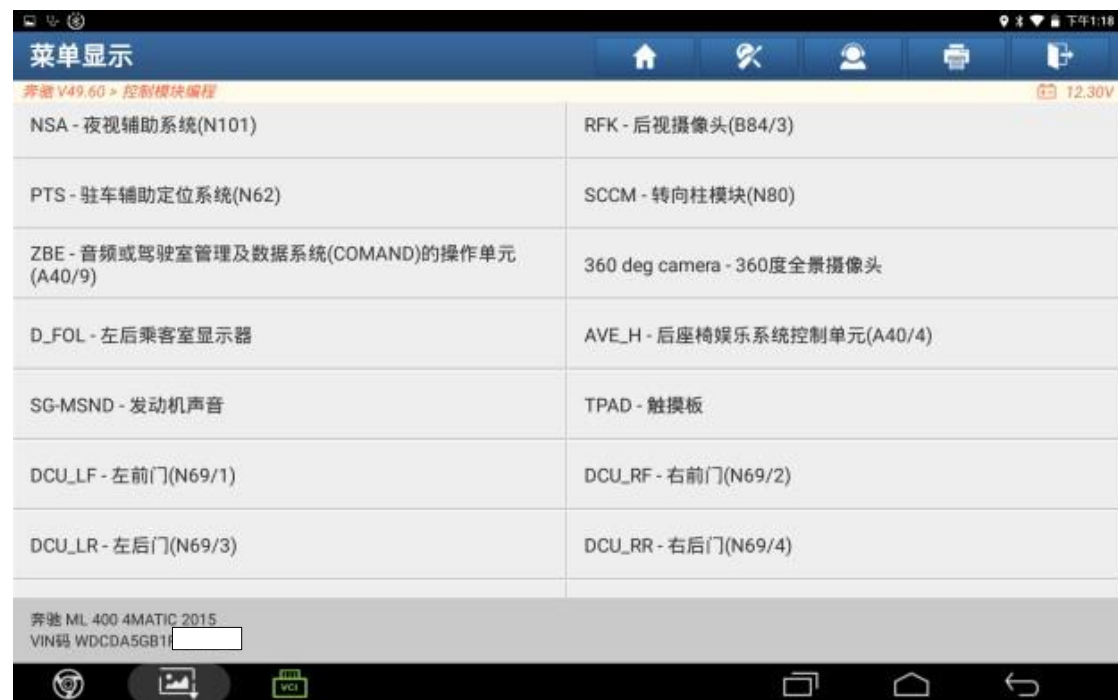 下午1:18
菜单显示
奔驰 V49.60 > 控制模块编程
12.30V
NSA - 夜视辅助系统(N101)
RFK - 后视摄像头(B84/3)
PTS - 驻车辅助定位系统(N62)
SCCM - 转向柱模块(N80)
ZBE - 音频或驾驶室管理及数据系统(COMAND)的操作单元
(A40/9)
360 deg camera - 360度全景摄像头
D_FOL - 左后乘客室显示器
AVE_H - 后座椅娱乐系统控制单元(A40/4)
SG-MSND - 发动机声音
TPAD - 触摸板
DCU_LF - 左前门(N69/1)
DCU_RF - 右前门(N69/2)
DCU_LR - 左后门(N69/3)
DCU_RR - 右后门(N69/4)
奔驰 ML 400 4MATIC 2015
VIN码 WDCDA5GB1
VCI